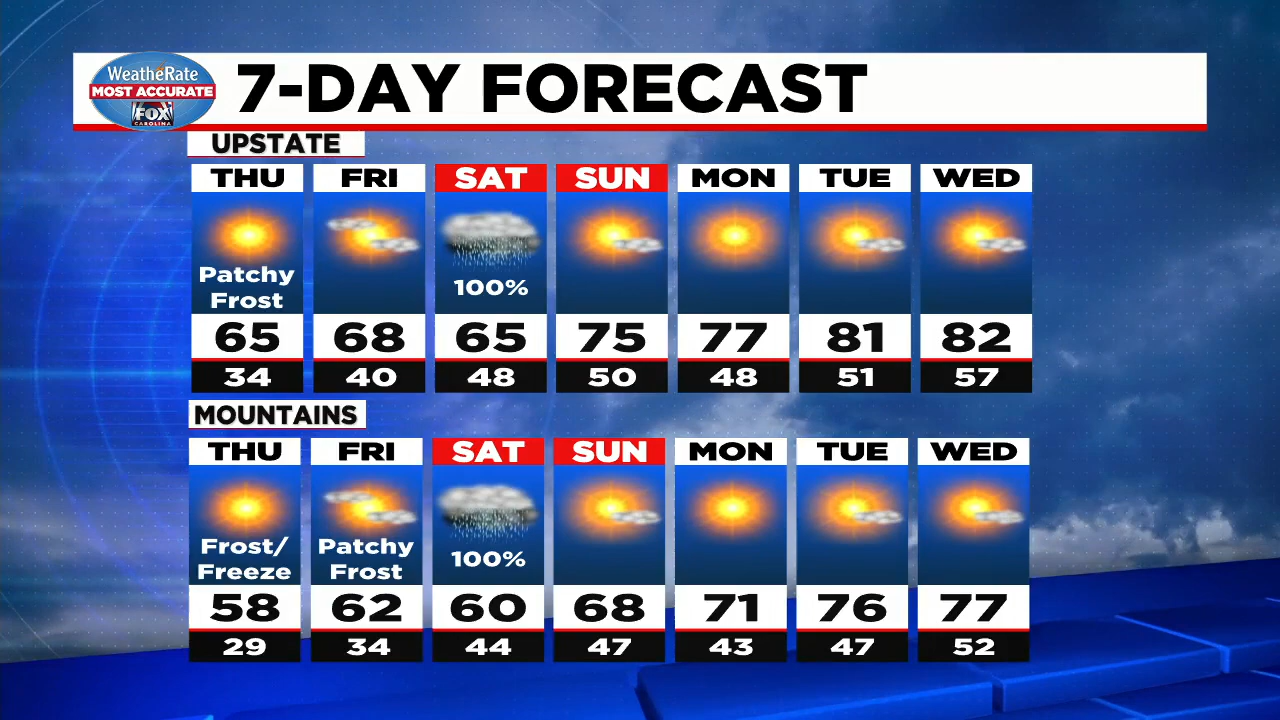 WeatheRate
MOST ACCURATE
FOX
CAROLINA
7-DAY FORECAST
UPSTATE
THU FRI SAT SUN MON TUE WED
Patchy
Frost
100%
65 68 65 75 77 81 82
34 40 48 50 48 51 57
MOUNTAINS
THU FRI SAT SUN MON TUE WED
Frost/ Patchy
Freeze Frost
100%
58 62 60 68 71 76 77
29 34 44 47 43 47 52